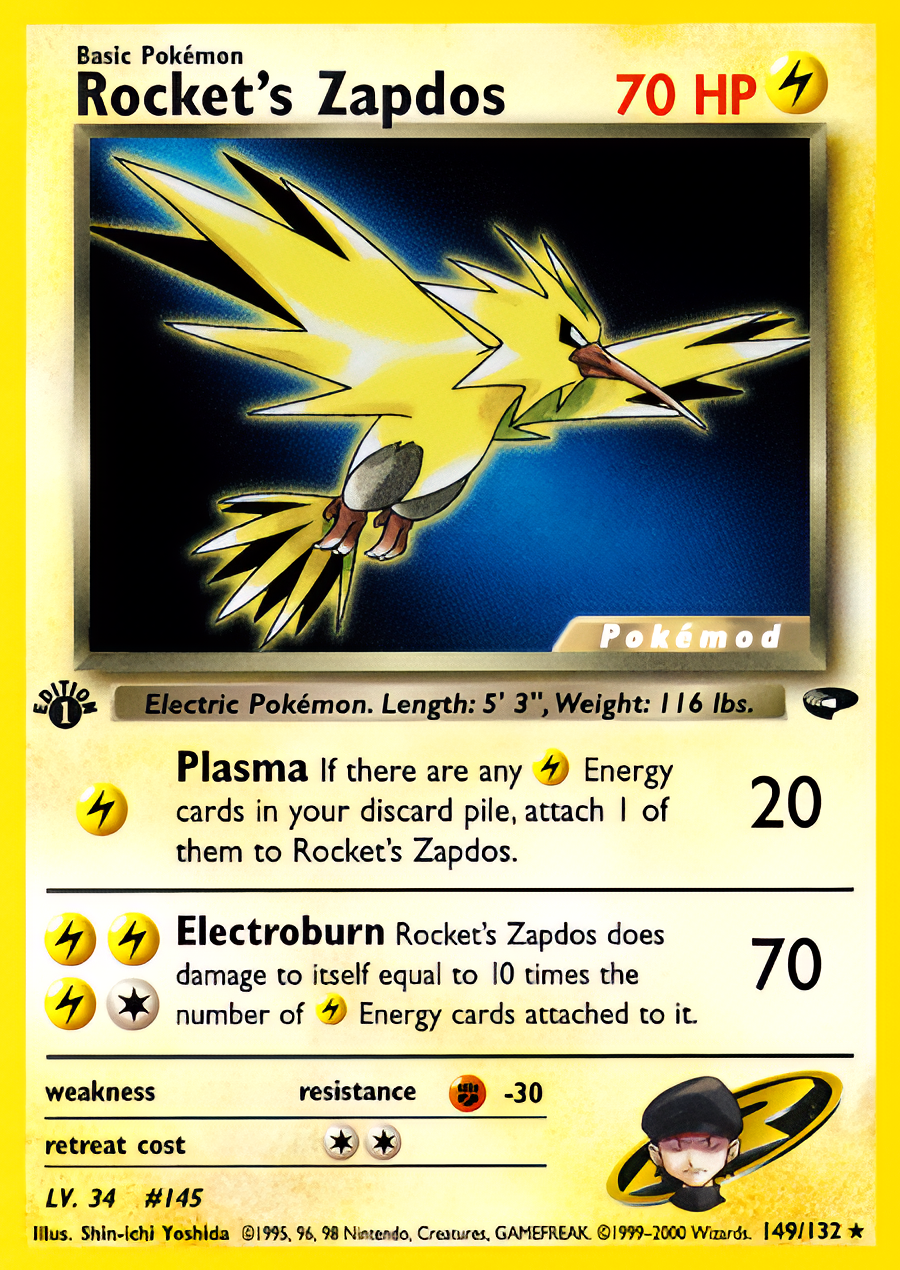 Basic Pokémon
Rocket's Zapdos 70 HP
Pokémod
EDITION 1
Electric Pokémon. Length: 5' 3", Weight: 116 lbs.
Plasma If there are any Energy
cards in your discard pile, attach 1 of
them to Rocket's Zapdos.
20
Electroburn Rocket's Zapdos does
damage to itself equal to 10 times the
number of Energy cards attached to it.
70
weakness resistance -30
retreat cost
LV. 34 #145
Illus. Shin-ichi Yoshida ©1995, 96, 98 Nintendo, Creatures, GAMEFREAK. ©1999–2000 Wizards. 149/132 ★